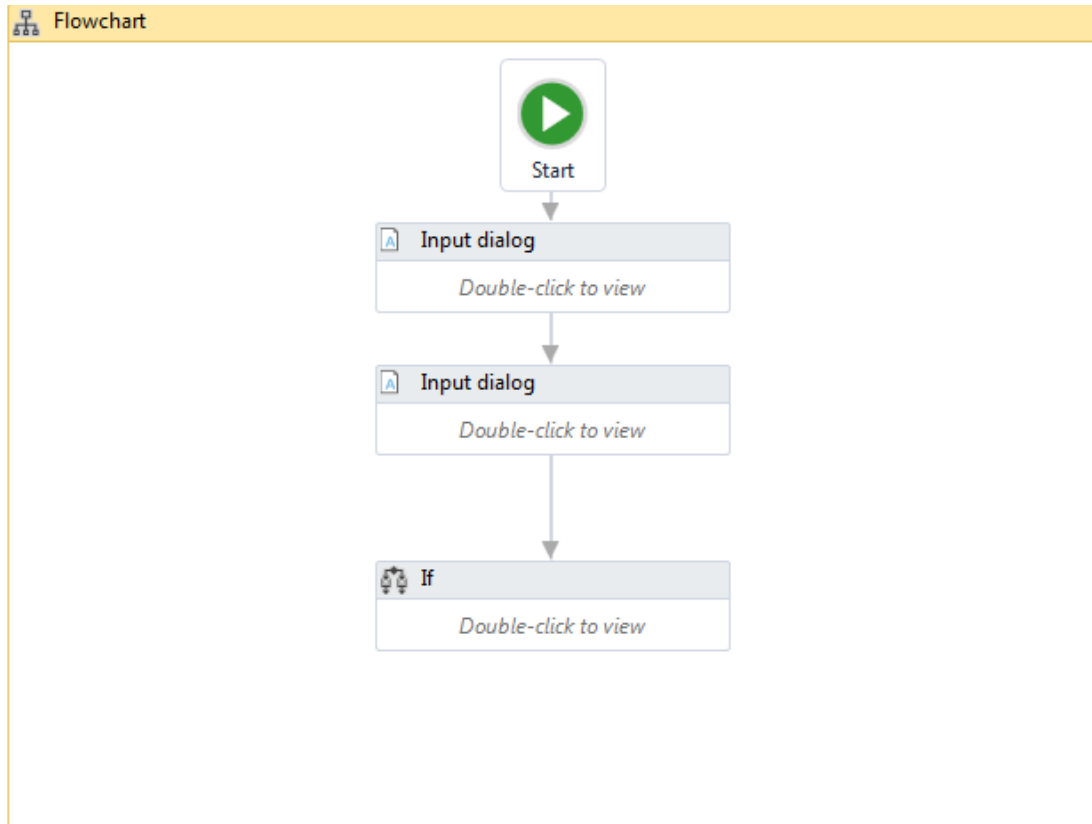 Flowchart
Start
Input dialog
Double-click to view
Input dialog
Double-click to view
If
Double-click to view